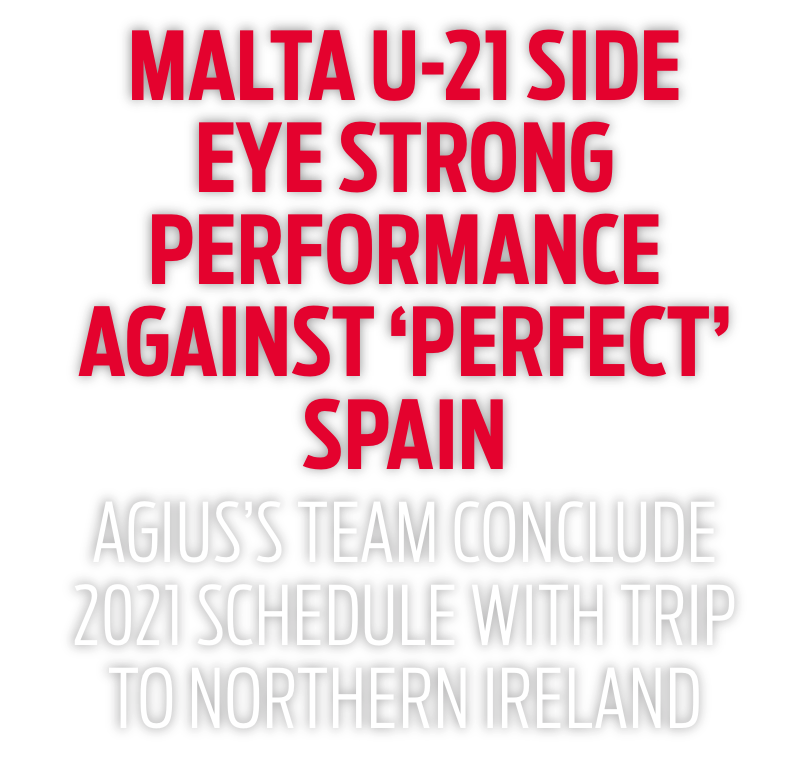 MALTA U-21 SIDE
EYE STRONG
PERFORMANCE
AGAINST ‘PERFECT’
SPAIN
AGIUS’S TEAM CONCLUDE
2021 SCHEDULE WITH TRIP
TO NORTHERN IRELAND